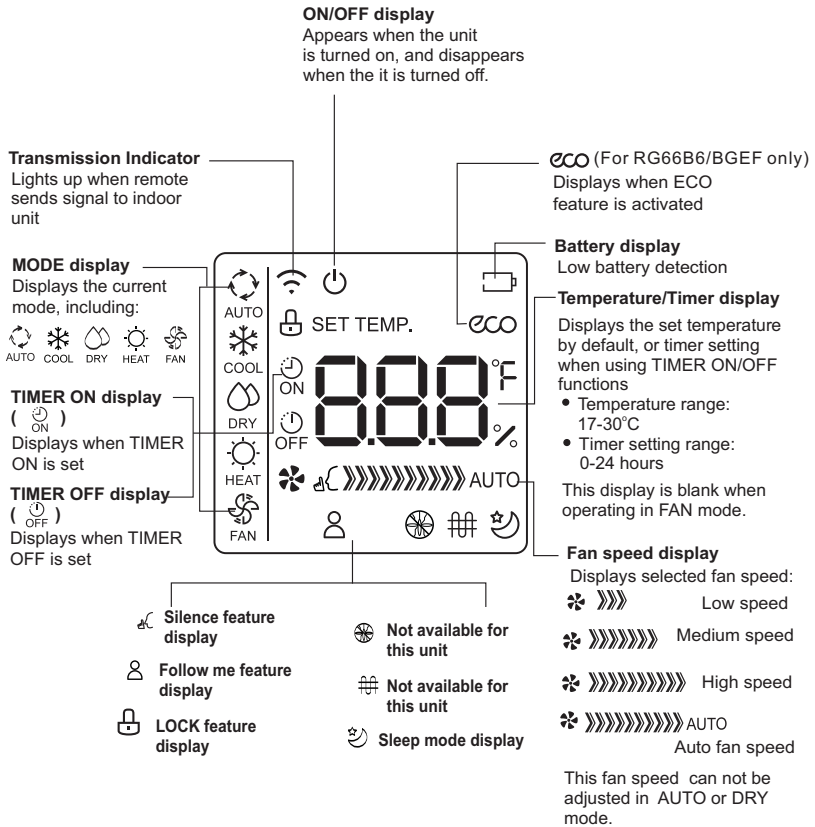 ON/OFF display
Appears when the unit
is turned on, and disappears
when the it is turned off.
Transmission Indicator
Lights up when remote
sends signal to indoor
unit
MODE display
Displays the current
mode, including:
AUTO COOL DRY HEAT FAN
TIMER ON display
( ON )
Displays when TIMER
ON is set
TIMER OFF display
( OFF )
Displays when TIMER
OFF is set
AUTO
COOL
DRY
HEAT
FAN
SET TEMP.
eco
ON
OFF
888
°F
%
AUTO
eco (For RG66B6/BGEF only)
Displays when ECO
feature is activated
Battery display
Low battery detection
Temperature/Timer display
Displays the set temperature
by default, or timer setting
when using TIMER ON/OFF
functions
• Temperature range:
17-30°C
• Timer setting range:
0-24 hours
This display is blank when
operating in FAN mode.
Fan speed display
Displays selected fan speed:
Low speed
Medium speed
High speed
AUTO
Auto fan speed
This fan speed can not be
adjusted in AUTO or DRY
mode.
Silence feature
display
Follow me feature
display
LOCK feature
display
Not available for
this unit
Not available for
this unit
Sleep mode display